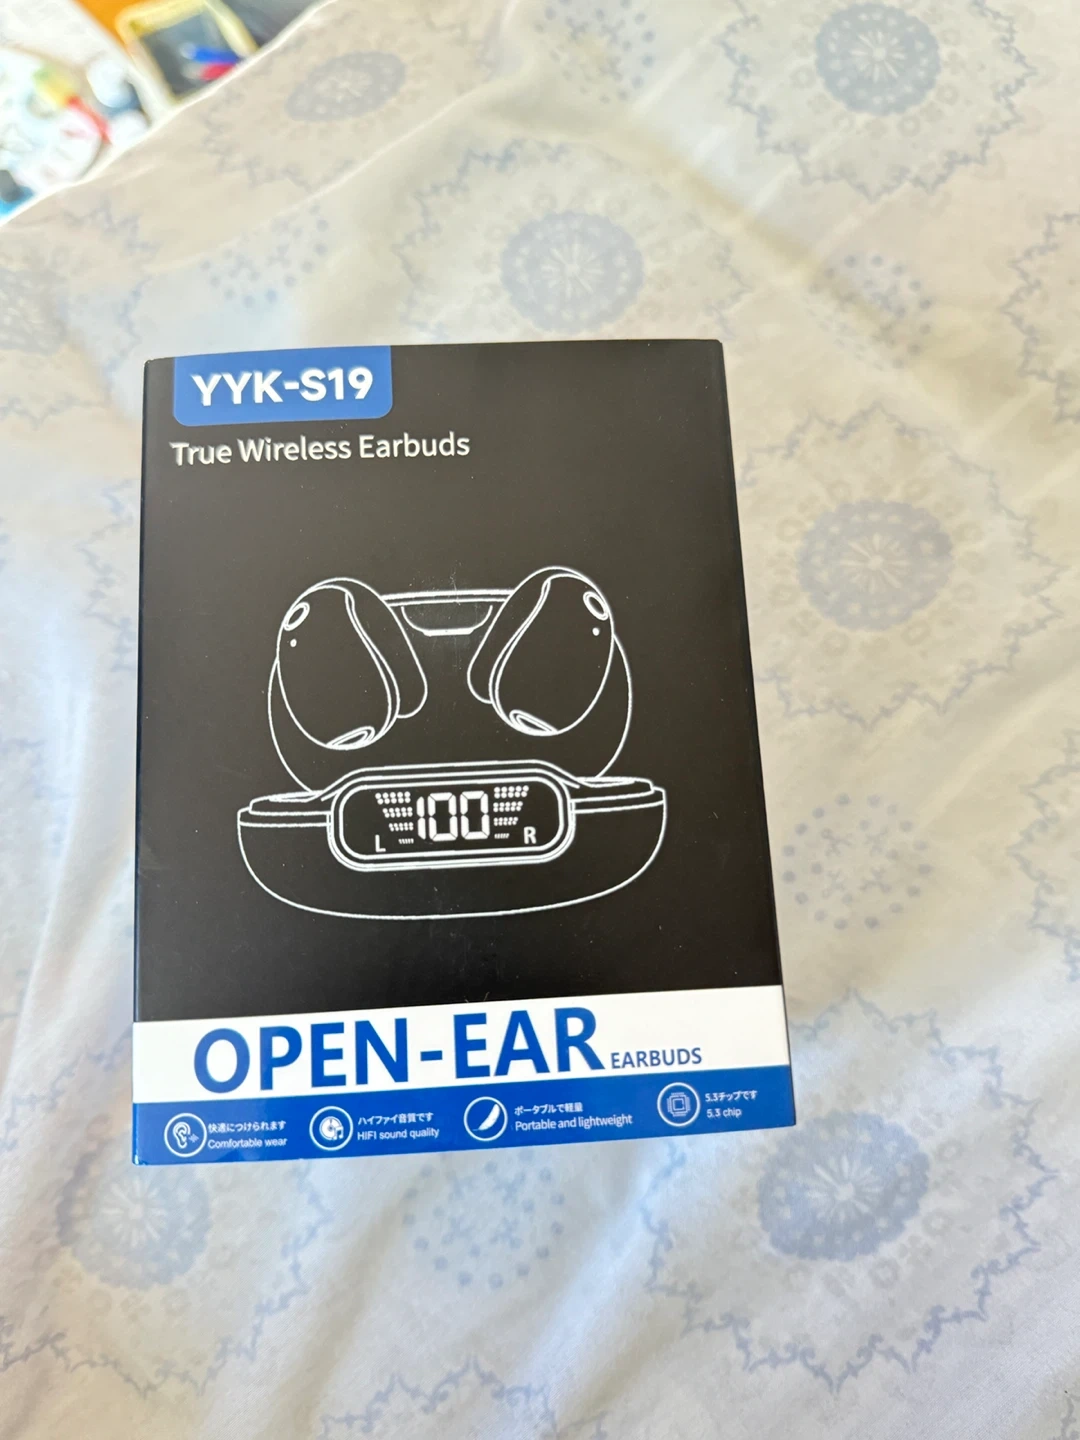 YYK-S19
True Wireless Earbuds
L 100 R
OPEN-EAR EARBUDS
快速につけられます
Comfortable wear
ハイファイ音質です
HIFI sound quality
ポータブルで軽量
Portable and lightweight
5.3チップです
5.3 chip